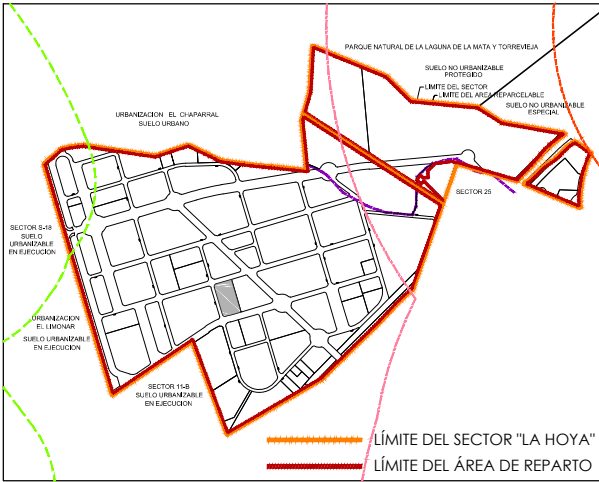 PARQUE NATURAL DE LA LAGUNA DE LA MATA Y TORREVIEJA
SUELO NO URBANIZABLE
PROTEGIDO
LIMITE DEL SECTOR
LIMITE DEL AREA REPARCELABLE
SUELO NO URBANIZABLE
ESPECIAL
URBANIZACION EL CHAPARRAL
SUELO URBANO
SECTOR 25
SECTOR S-18
SUELO
URBANIZABLE
EN EJECUCION
URBANIZACION
EL LIMONAR
SUELO URBANIZABLE
EN EJECUCION
SECTOR 11-B
SUELO URBANIZABLE
EN EJECUCION
LÍMITE DEL SECTOR "LA HOYA"
LÍMITE DEL ÁREA DE REPARTO